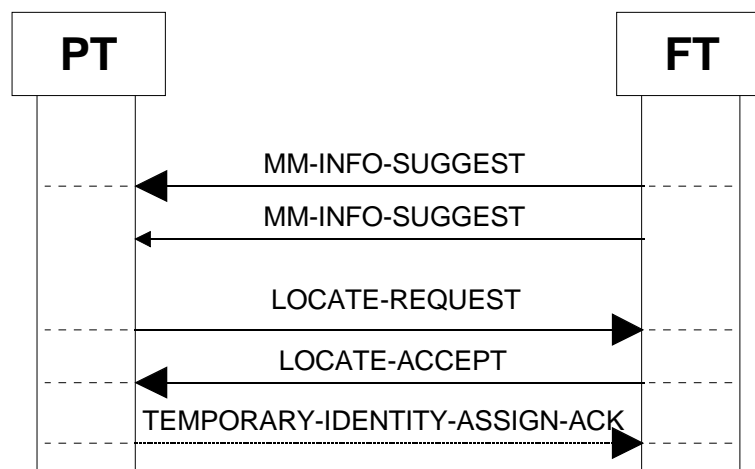 PT FT
MM-INFO-SUGGEST
MM-INFO-SUGGEST
LOCATE-REQUEST
LOCATE-ACCEPT
TEMPORARY-IDENTITY-ASSIGN-ACK